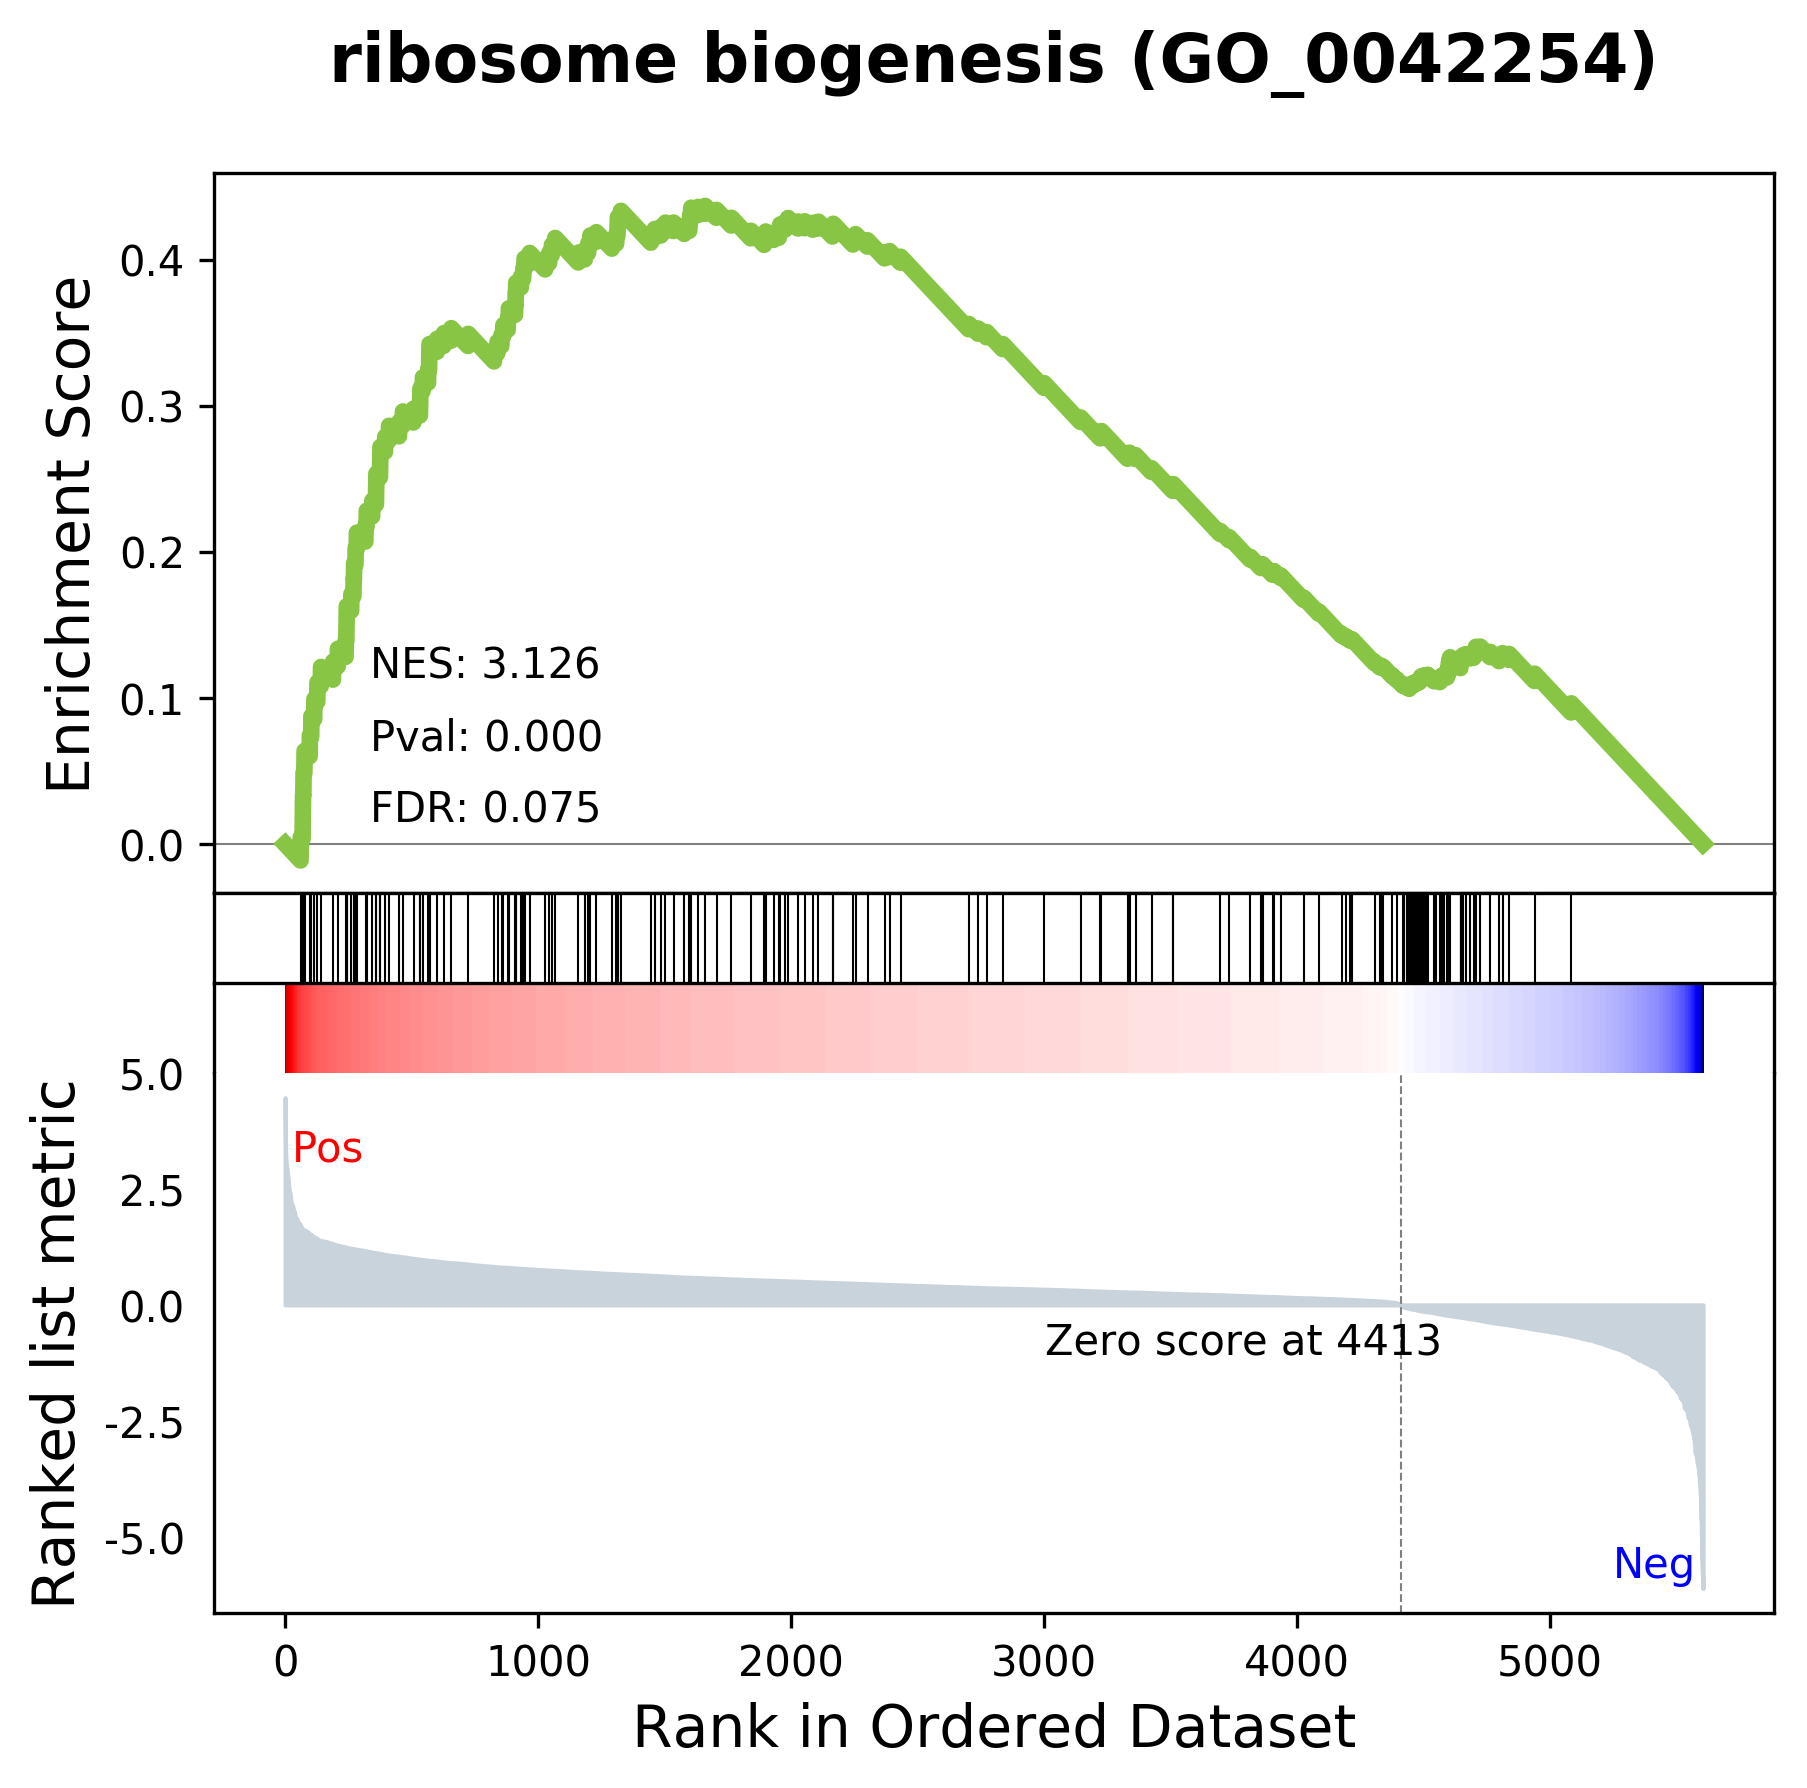 ribosome biogenesis (GO_0042254)
Enrichment Score
0.4
0.3
0.2
0.1
0.0
NES: 3.126
Pval: 0.000
FDR: 0.075
Ranked list metric
5.0
2.5
0.0
-2.5
-5.0
Pos
Zero score at 4413
Neg
0 1000 2000 3000 4000 5000
Rank in Ordered Dataset